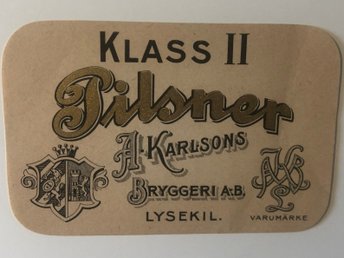 KLASS II
Pilsner
A. KARLSONS
BRYGGERI A.B.
LYSEKIL.
VARUMÄRKE